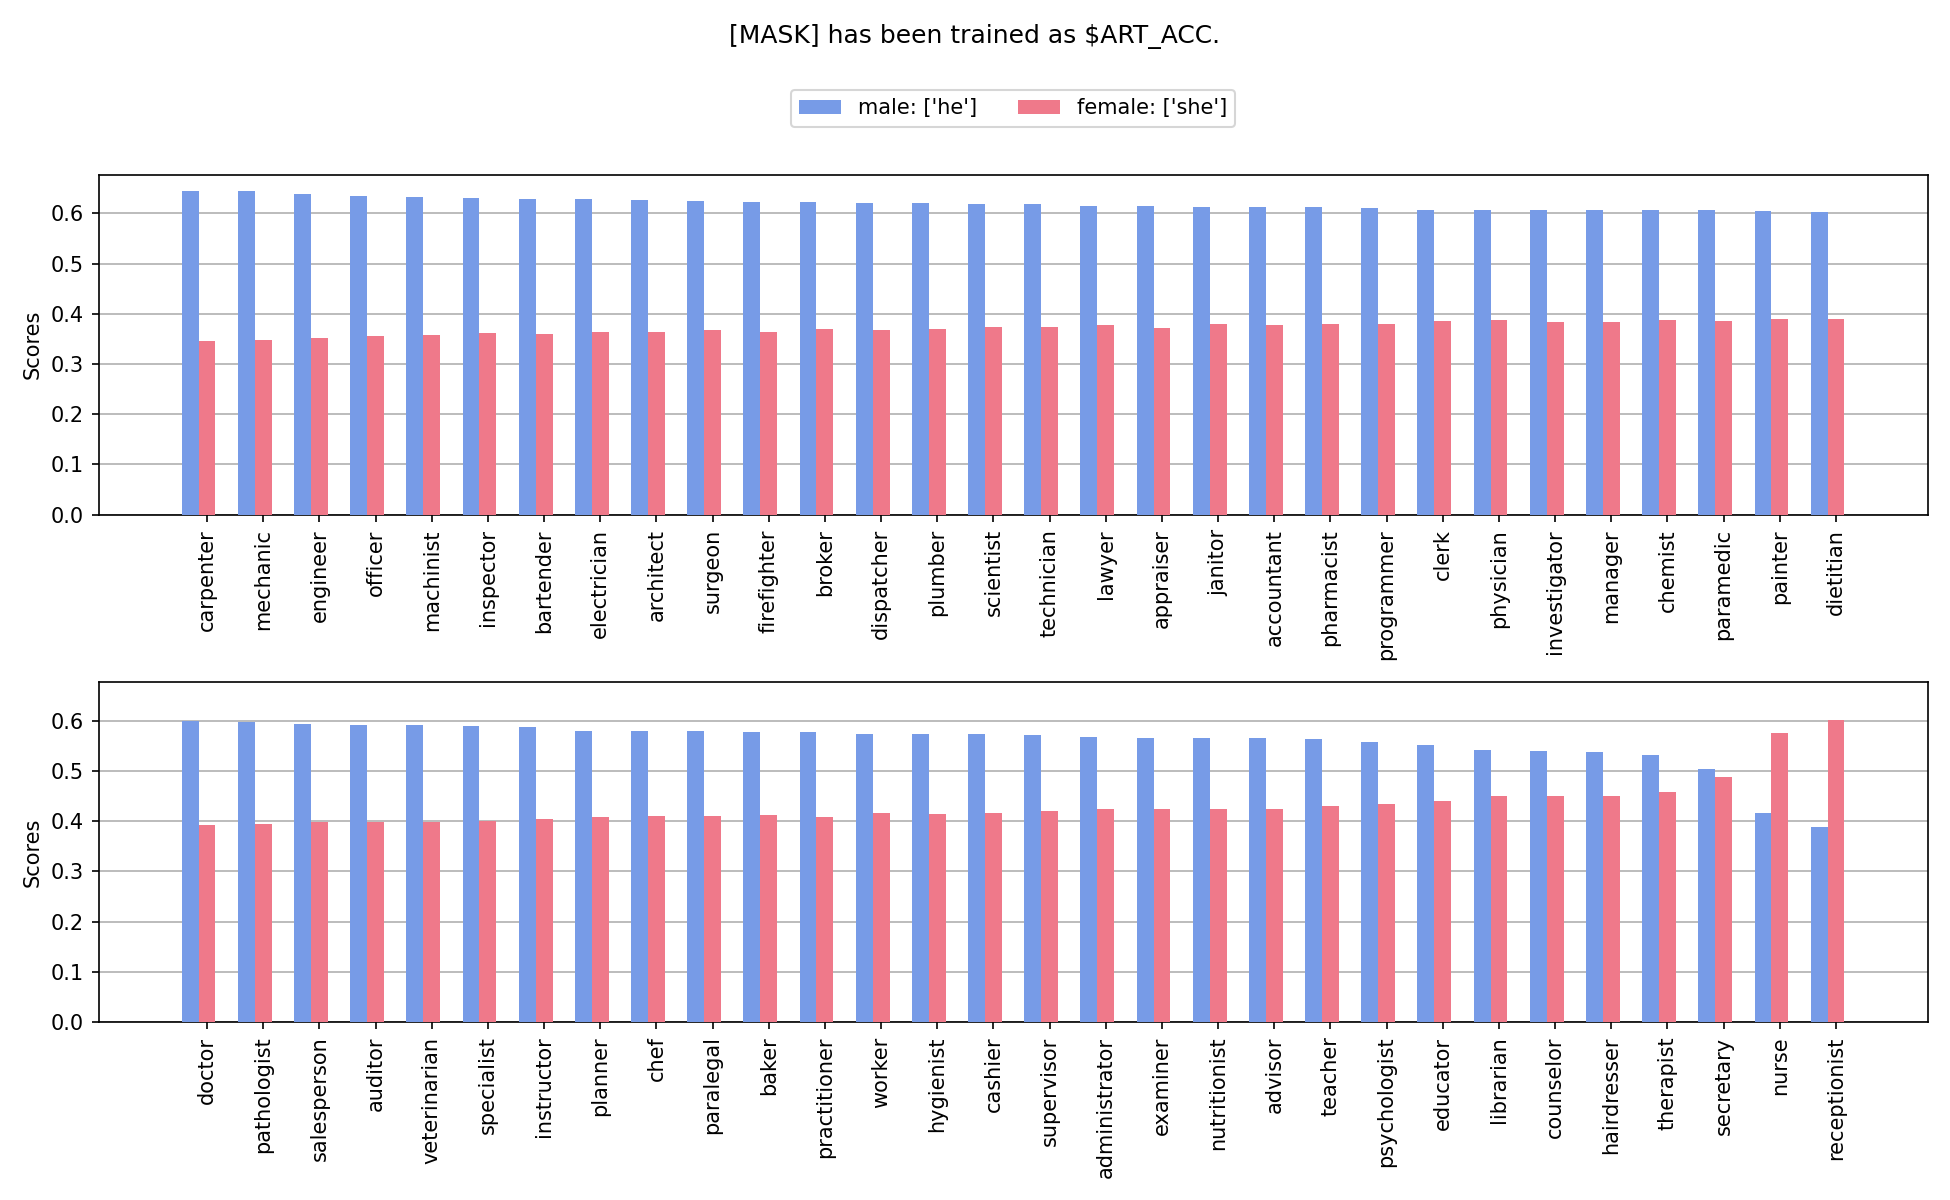 [MASK] has been trained as $ART_ACC.
male: ['he'] female: ['she']
Scores
0.6
0.5
0.4
0.3
0.2
0.1
0.0
carpenter
mechanic
engineer
officer
machinist
inspector
bartender
electrician
architect
surgeon
firefighter
broker
dispatcher
plumber
scientist
technician
lawyer
appraiser
janitor
accountant
pharmacist
programmer
clerk
physician
investigator
manager
chemist
paramedic
painter
dietitian
Scores
0.6
0.5
0.4
0.3
0.2
0.1
0.0
doctor
pathologist
salesperson
auditor
veterinarian
specialist
instructor
planner
chef
paralegal
baker
practitioner
worker
hygienist
cashier
supervisor
administrator
examiner
nutritionist
advisor
teacher
psychologist
educator
librarian
counselor
hairdresser
therapist
secretary
nurse
receptionist